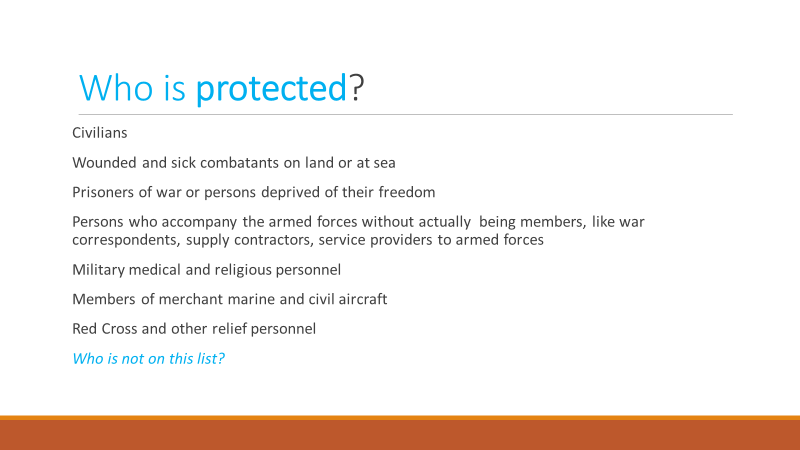 Who is protected?
Civilians
Wounded and sick combatants on land or at sea
Prisoners of war or persons deprived of their freedom
Persons who accompany the armed forces without actually being members, like war
correspondents, supply contractors, service providers to armed forces
Military medical and religious personnel
Members of merchant marine and civil aircraft
Red Cross and other relief personnel
Who is not on this list?